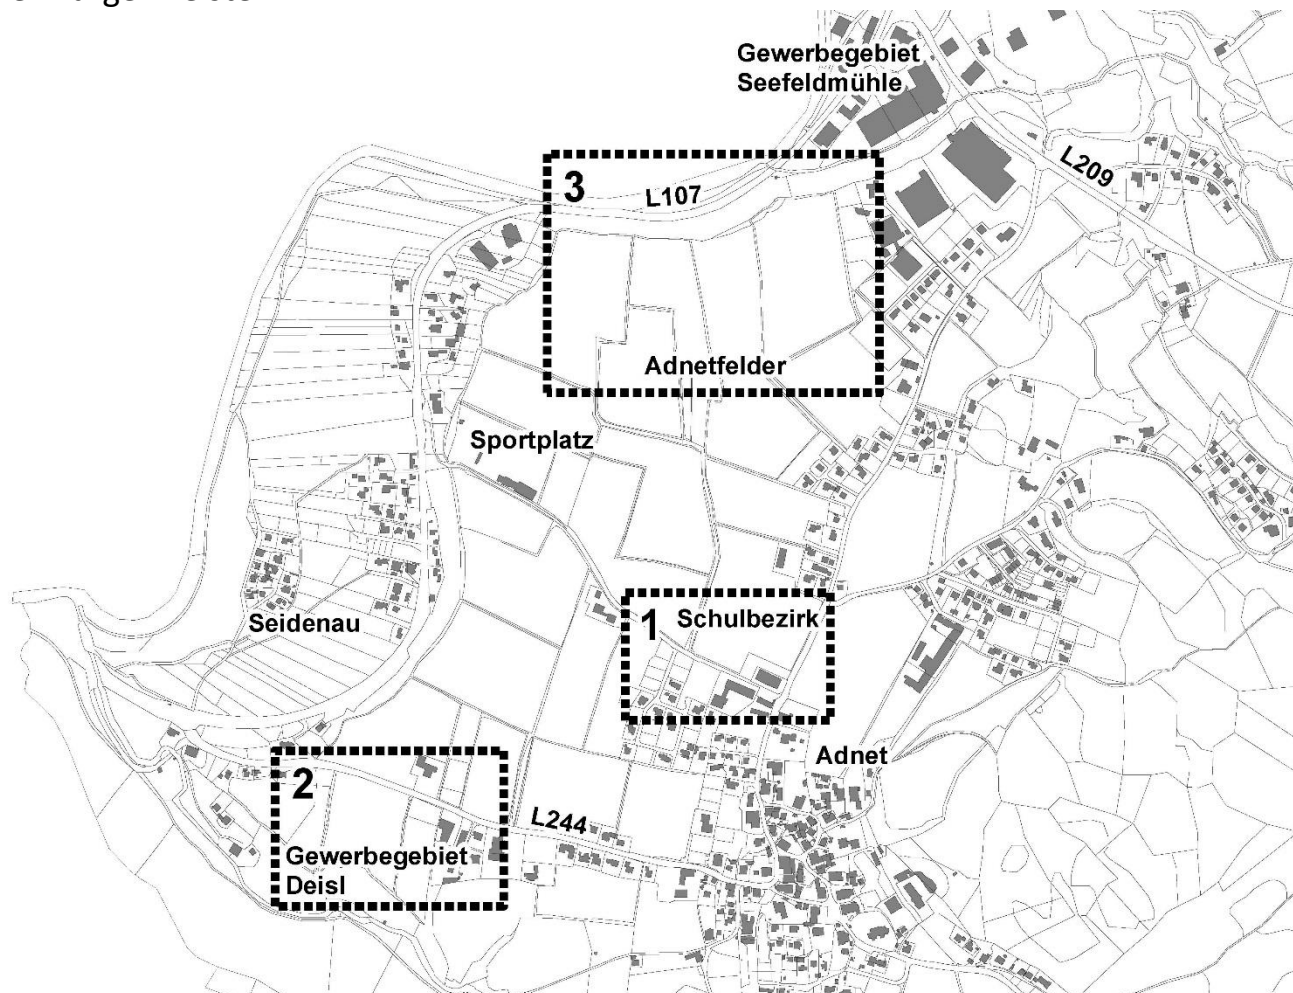 Gewerbegebiet
Seefeldmühle
3
L107
L209
Adnetfelder
Sportplatz
1
Schulbezirk
Seidenau
Adnet
2
L244
Gewerbegebiet
Deisl